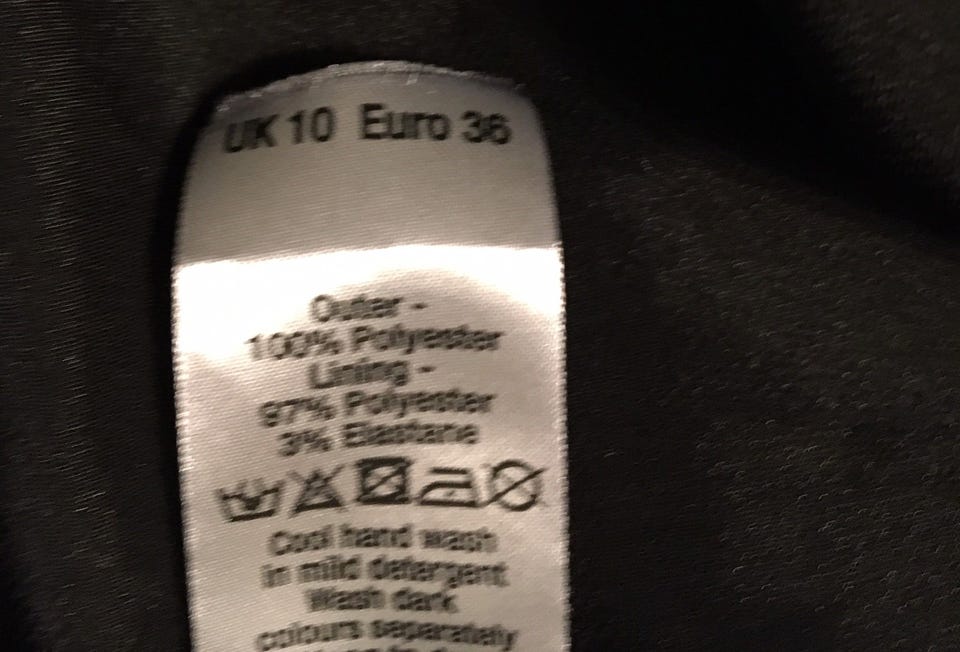 UK 10 Euro 36
Outer -
100% Polyester
Lining -
97% Polyester
3% Elastane
Cool hand wash
in mild detergent
Wash dark
colours separately